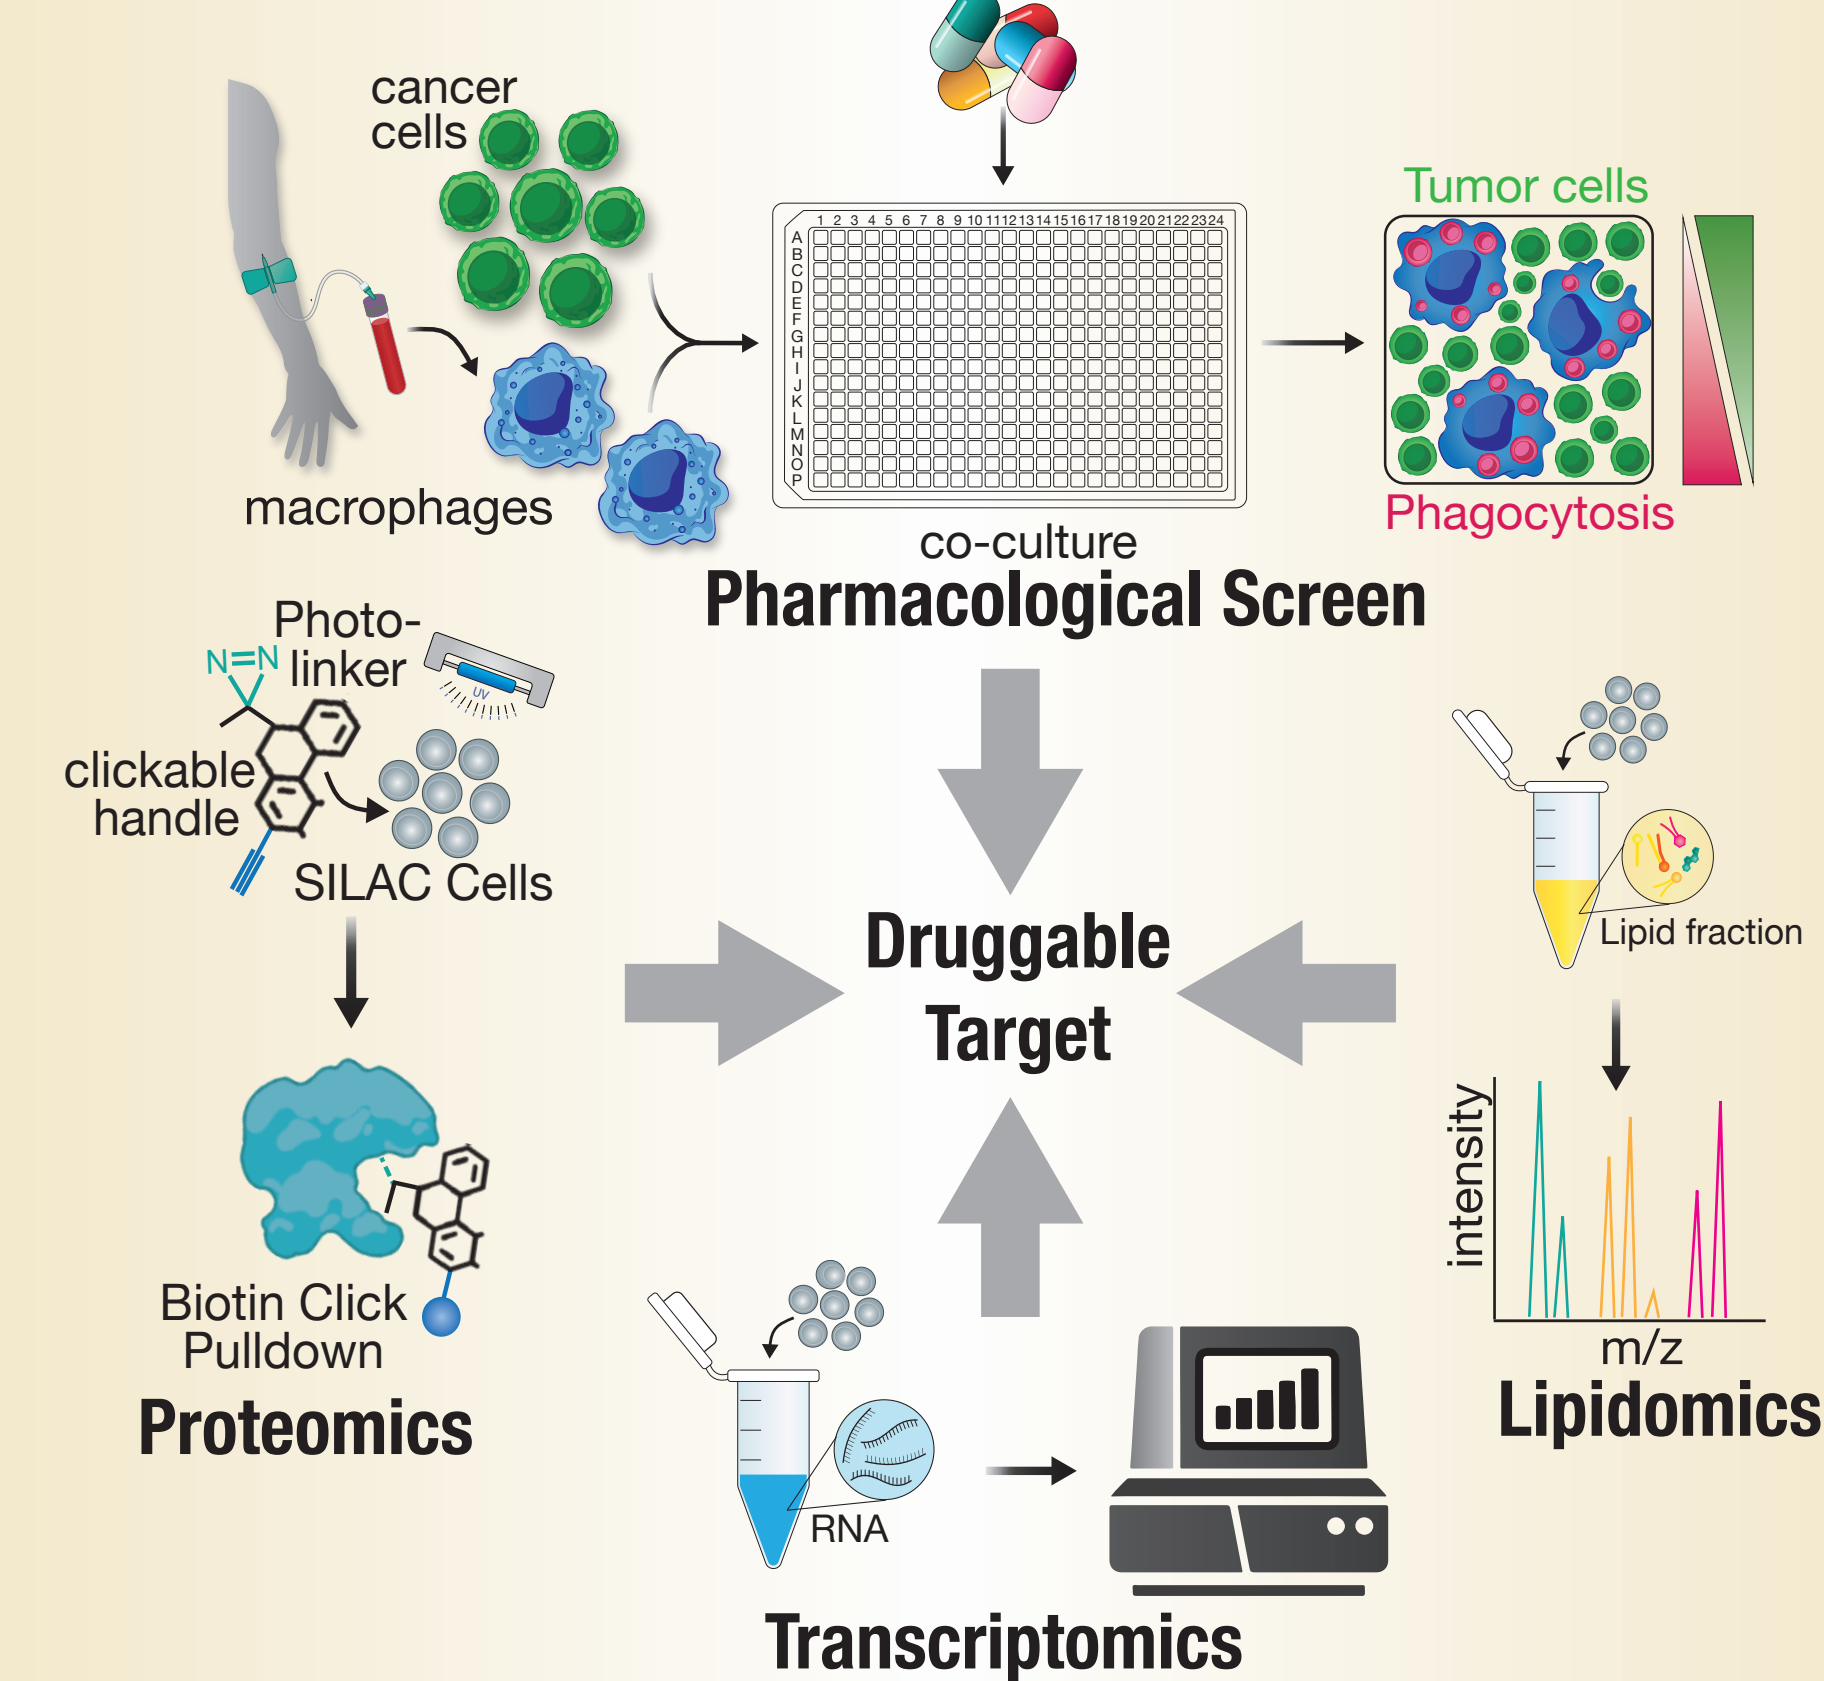 cancer
cells
macrophages
1 2 3 4 5 6 7 8 9 10 11 12 13 14 15 16 17 18 19 20 21 22 23 24
A
B
C
D
E
F
G
H
I
J
K
L
M
N
O
P
co-culture
Pharmacological Screen
Tumor cells
Phagocytosis
Photo-
linker
N=N
UV
clickable
handle
SILAC Cells
Biotin Click
Pulldown
Proteomics
Druggable
Target
Lipid fraction
intensity
m/z
Lipidomics
RNA
Transcriptomics